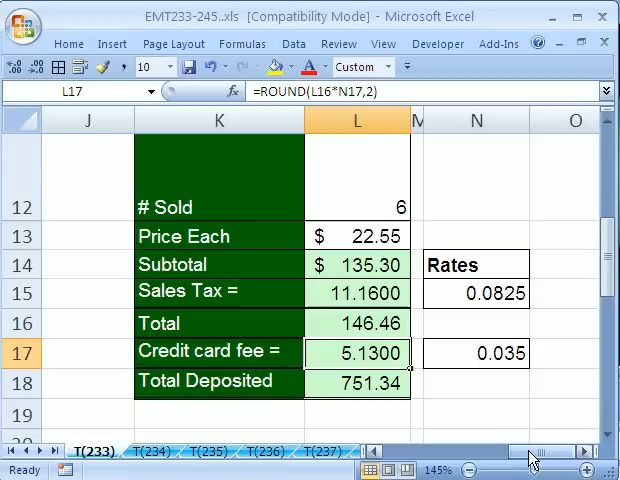 EMT233-245..xls [Compatibility Mode] - Microsoft Excel
Home Insert Page Layout Formulas Data Review View Developer Add-Ins
10 Custom
L17 fx =ROUND(L16*N17,2)
J K L M N O
12 # Sold 6
13 Price Each $ 22.55
14 Subtotal $ 135.30 Rates
15 Sales Tax = 11.1600 0.0825
16 Total 146.46
17 Credit card fee = 5.1300 0.035
18 Total Deposited 751.34
19
T(233) T(234) T(235) T(236) T(237)
Ready 145%